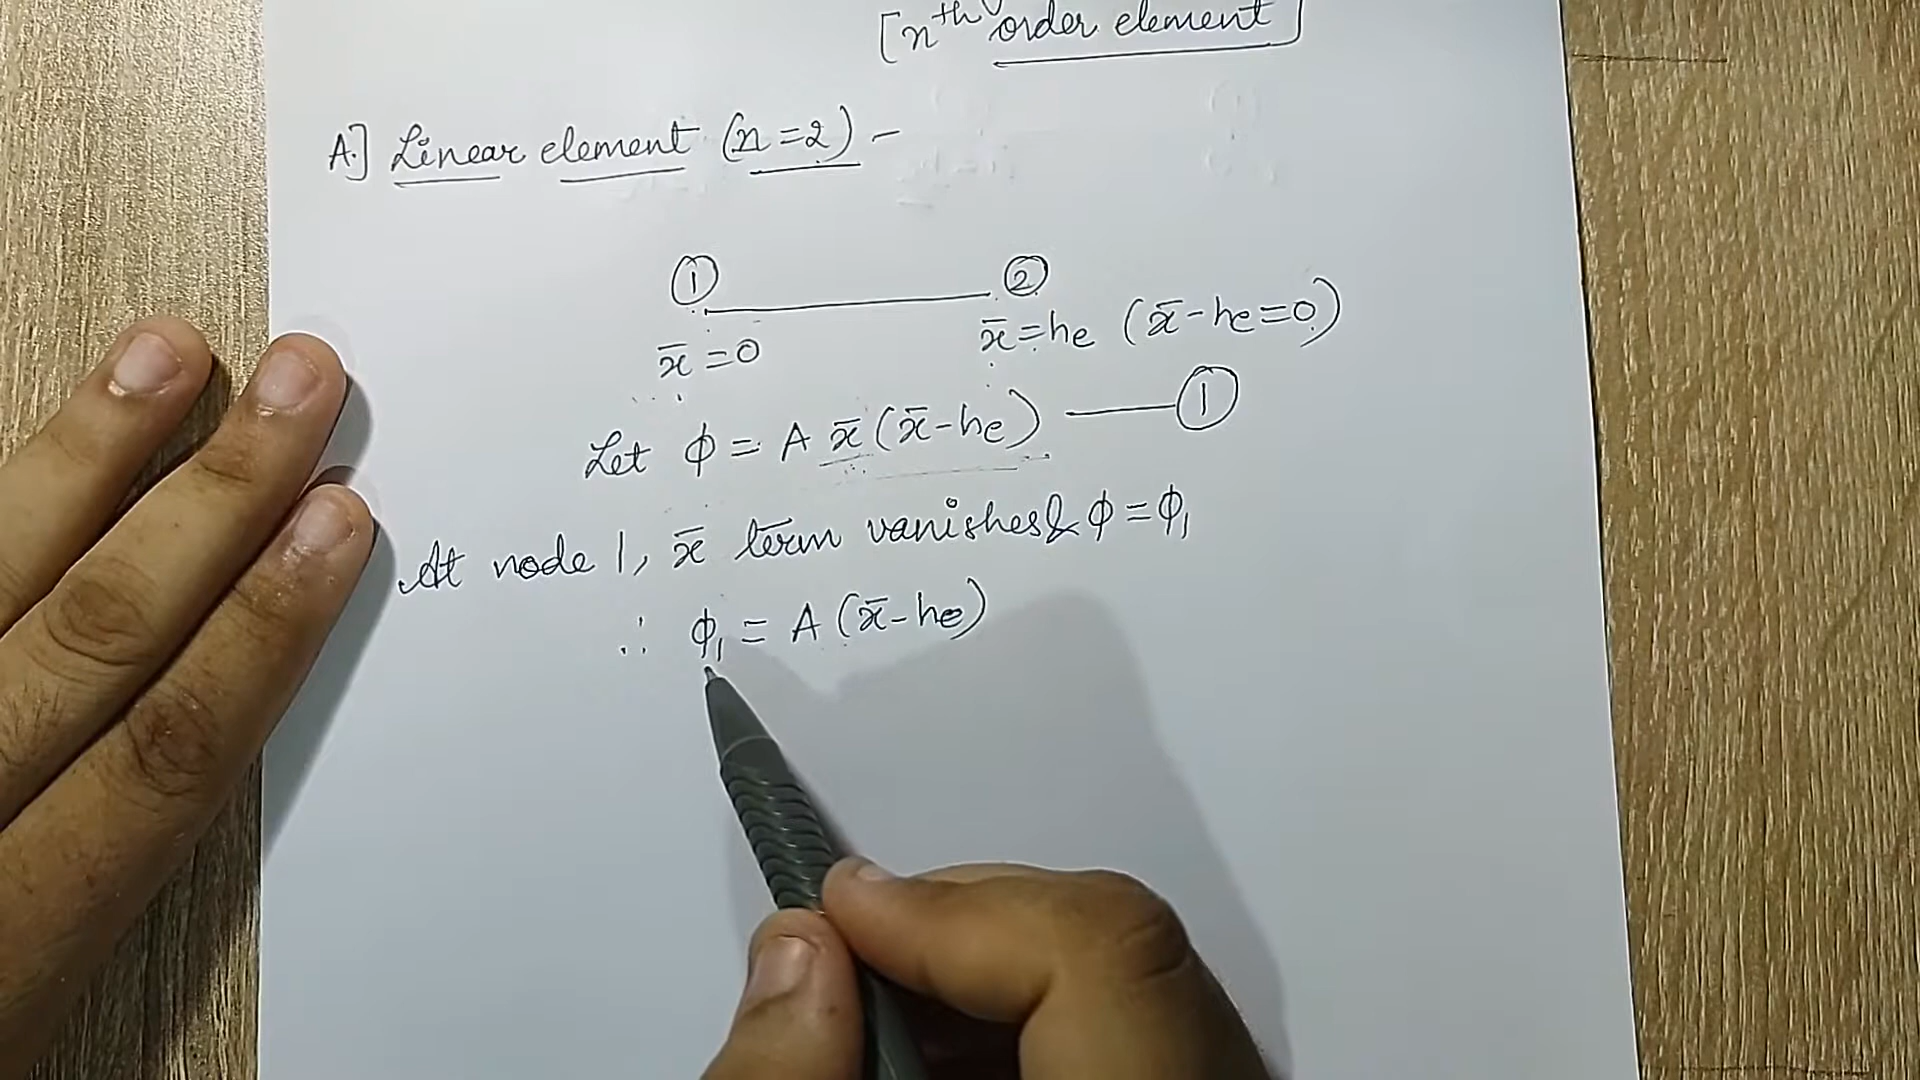 [nth order element]
A.] Linear element (n=2) -
① ②
x̄ = 0 x̄ = he (x̄ - he = 0)
Let ϕ = A x̄ (x̄ - he) — ①
At node 1, x̄ term vanishes & ϕ = ϕ₁
∴ ϕ₁ = A (x̄ - he)